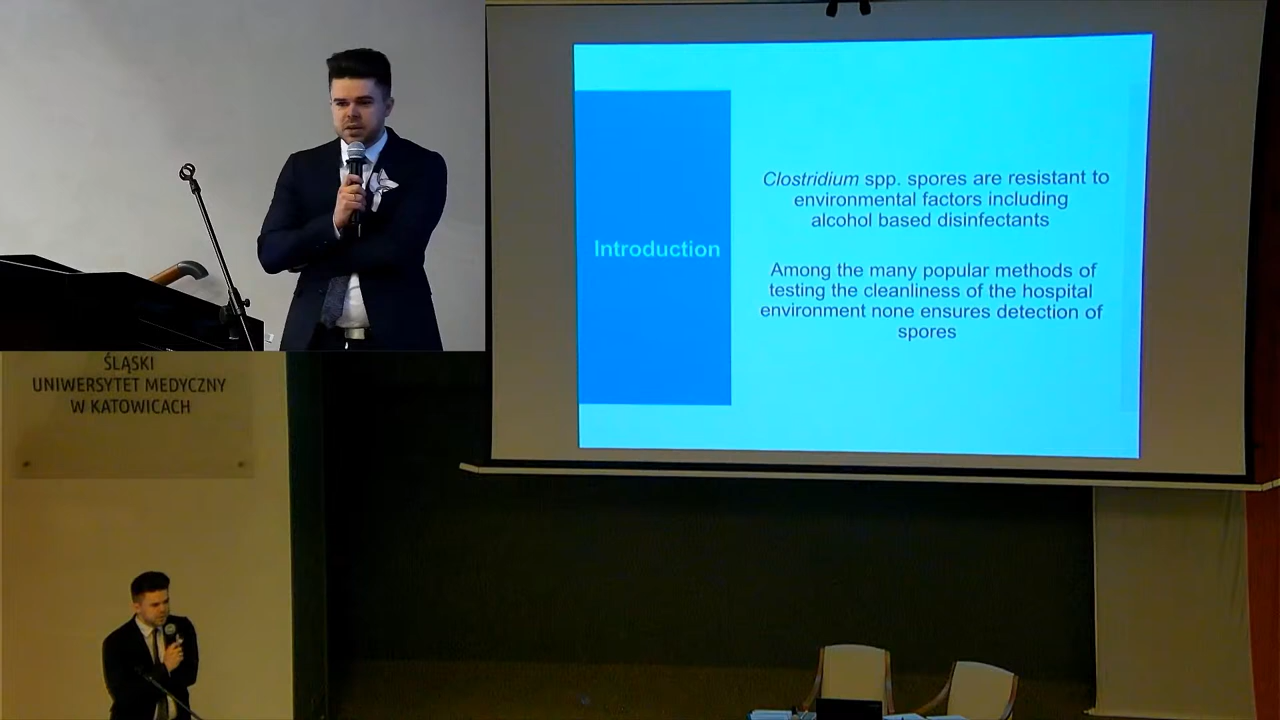 Introduction
Clostridium spp. spores are resistant to
environmental factors including
alcohol based disinfectants
Among the many popular methods of
testing the cleanliness of the hospital
environment none ensures detection of
spores
ŚLĄSKI
UNIWERSYTET MEDYCZNY
W KATOWICACH